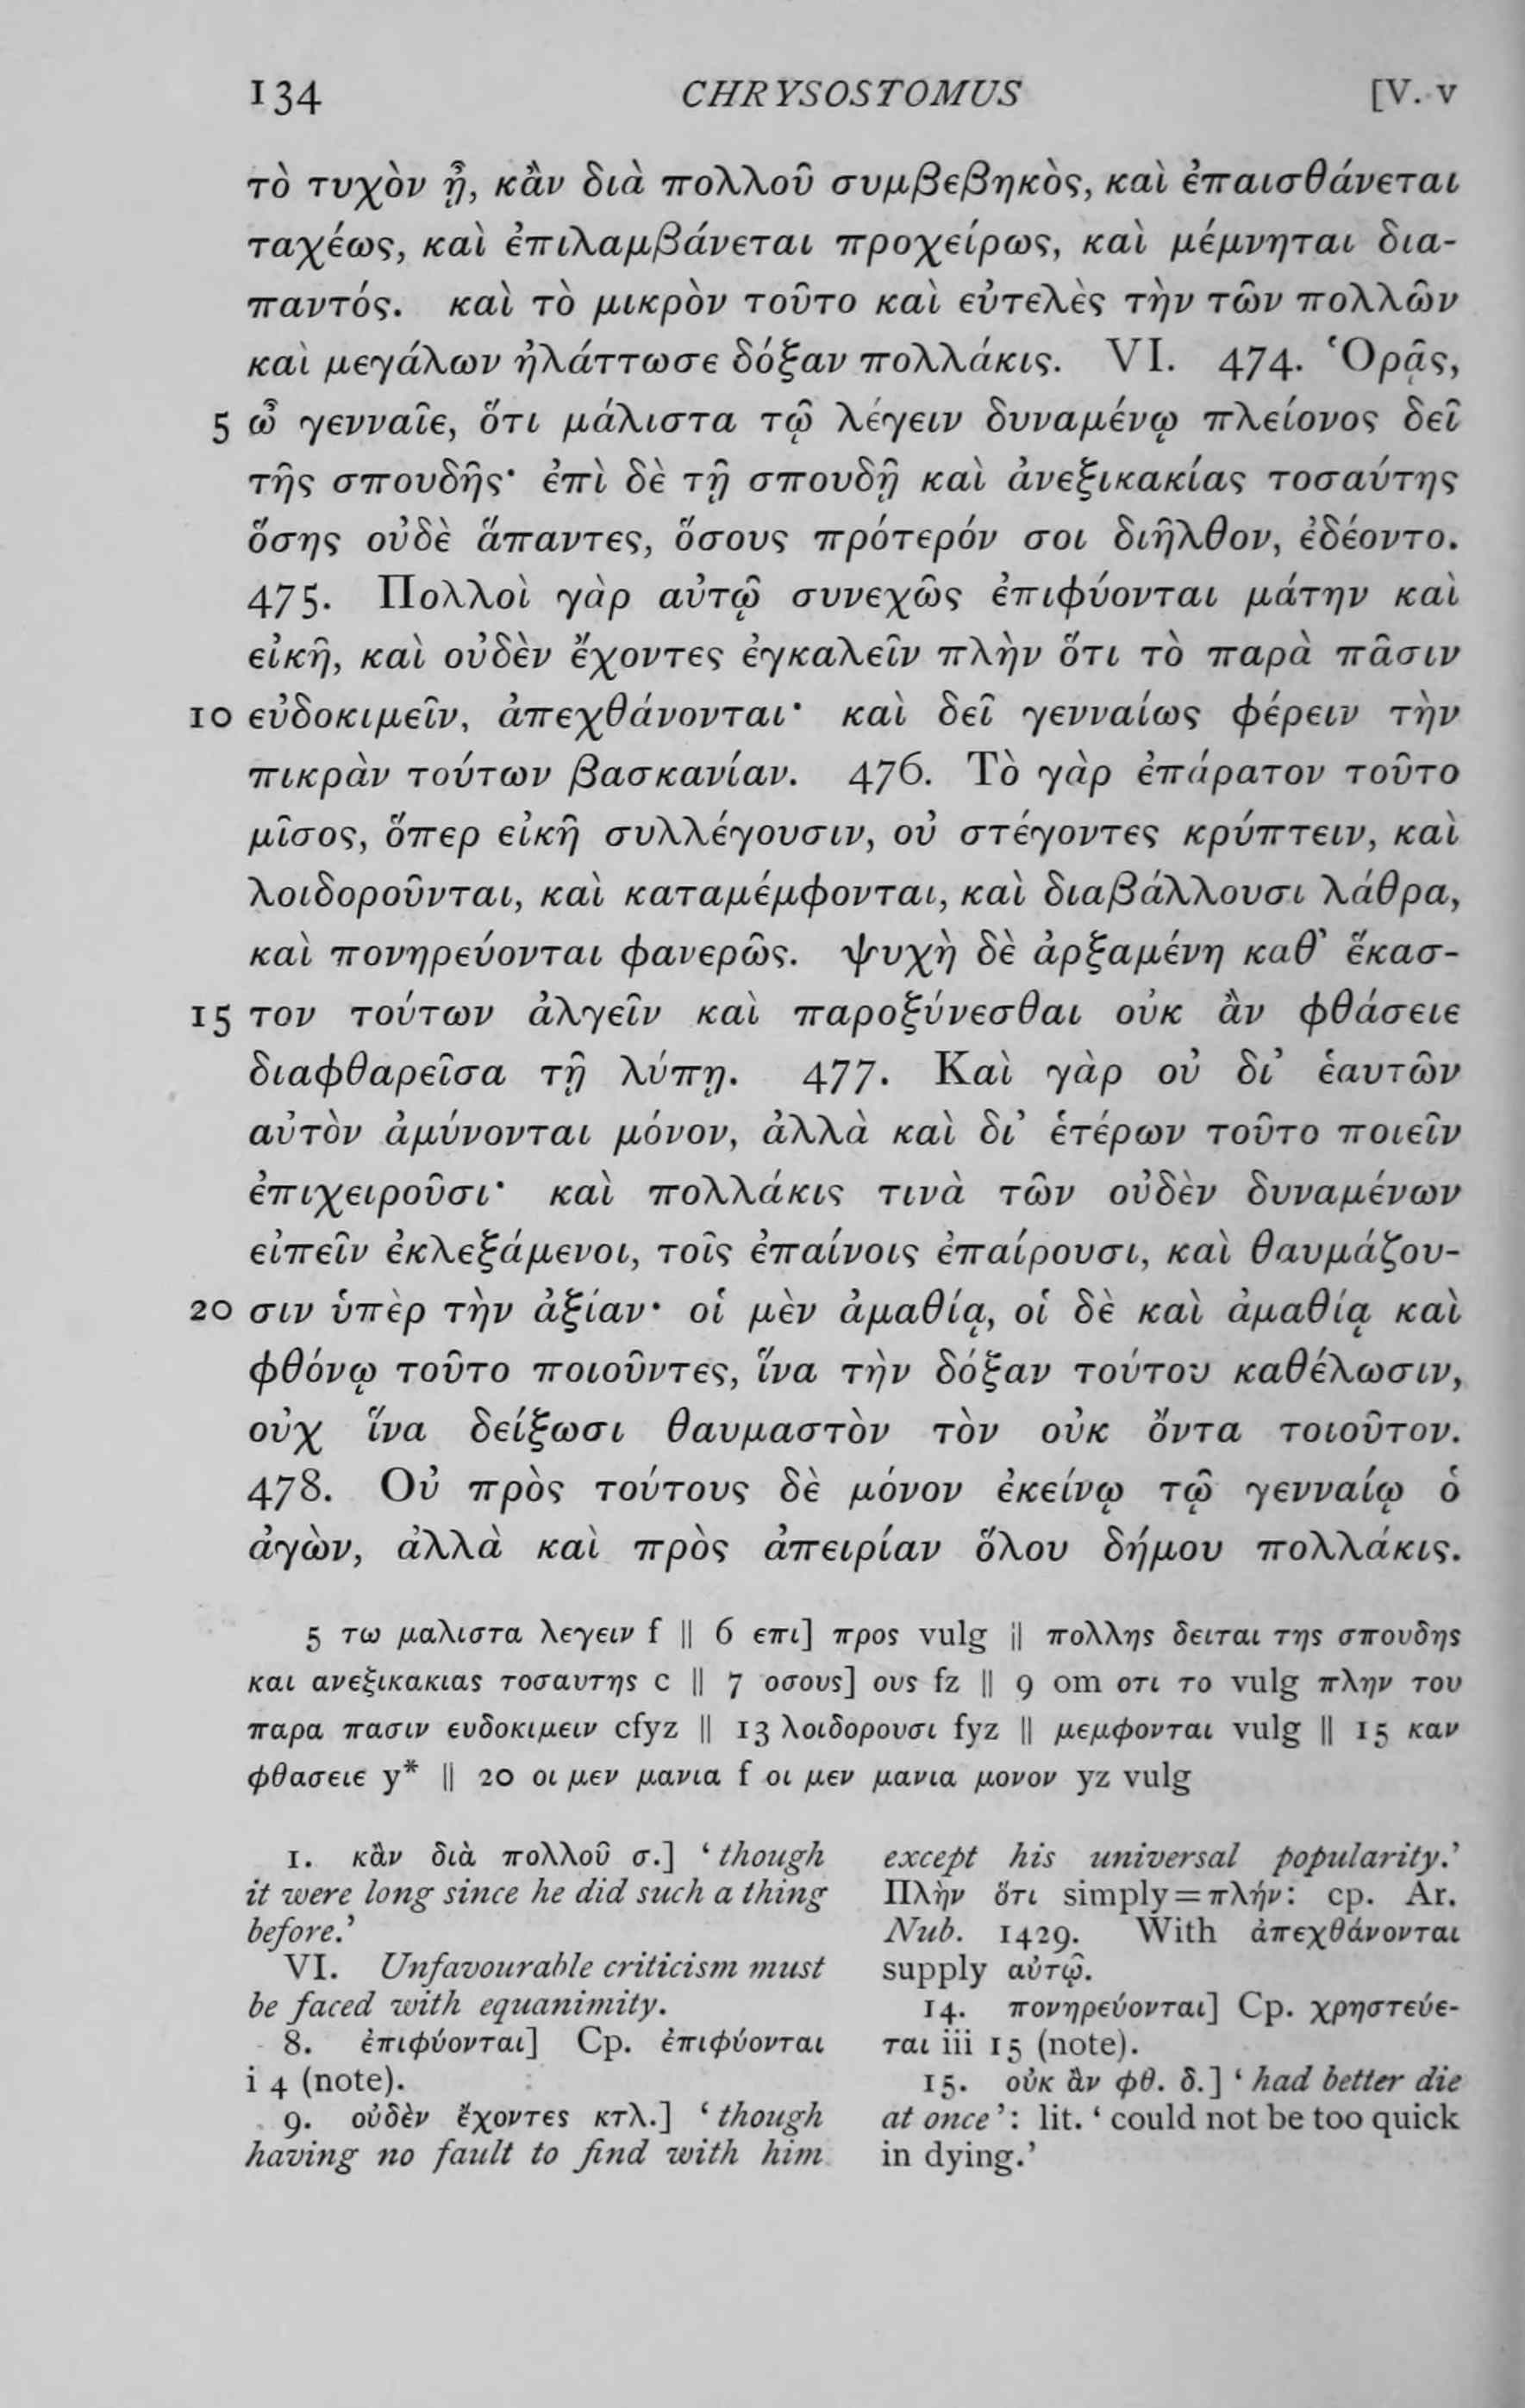 134 CHRYSOSTOMUS [V. v
τὸ τυχὸν ᾖ, κἂν διὰ πολλοῦ συμβεβηκὸς, καὶ ἐπαισθάνεται
ταχέως, καὶ ἐπιλαμβάνεται προχείρως, καὶ μέμνηται δια-
παντός. καὶ τὸ μικρὸν τοῦτο καὶ εὐτελὲς τὴν τῶν πολλῶν
καὶ μεγάλων ἠλάττωσε δόξαν πολλάκις. VI. 474. Ὁρᾷς,
5 ὦ γενναῖε, ὅτι μάλιστα τῷ λέγειν δυναμένῳ πλείονος δεῖ
τῆς σπουδῆς· ἐπὶ δὲ τῇ σπουδῇ καὶ ἀνεξικακίας τοσαύτης
ὅσης οὐδὲ ἅπαντες, ὅσους πρότερόν σοι διῆλθον, ἐδέοντο.
475. Πολλοὶ γὰρ αὐτῷ συνεχῶς ἐπιφύονται μάτην καὶ
εἰκῆ, καὶ οὐδὲν ἔχοντες ἐγκαλεῖν πλὴν ὅτι τὸ παρὰ πᾶσιν
10 εὐδοκιμεῖν, ἀπεχθάνονται· καὶ δεῖ γενναίως φέρειν τὴν
πικρὰν τούτων βασκανίαν. 476. Τὸ γὰρ ἐπάρατον τοῦτο
μῖσος, ὅπερ εἰκῆ συλλέγουσιν, οὐ στέγοντες κρύπτειν, καὶ
λοιδοροῦνται, καὶ καταμέμφονται, καὶ διαβάλλουσι λάθρα,
καὶ πονηρεύονται φανερῶς. ψυχὴ δὲ ἀρξαμένη καθ’ ἕκασ-
15 τον τούτων ἀλγεῖν καὶ παροξύνεσθαι οὐκ ἂν φθάσειε
διαφθαρεῖσα τῇ λύπῃ. 477. Καὶ γὰρ οὐ δι’ ἑαυτῶν
αὐτὸν ἀμύνονται μόνον, ἀλλὰ καὶ δι’ ἑτέρων τοῦτο ποιεῖν
ἐπιχειροῦσι· καὶ πολλάκις τινὰ τῶν οὐδὲν δυναμένων
εἰπεῖν ἐκλεξάμενοι, τοῖς ἐπαίνοις ἐπαίρουσι, καὶ θαυμάζου-
20 σιν ὑπὲρ τὴν ἀξίαν· οἱ μὲν ἀμαθίᾳ, οἱ δὲ καὶ ἀμαθίᾳ καὶ
φθόνῳ τοῦτο ποιοῦντες, ἵνα τὴν δόξαν τούτου καθέλωσιν,
οὐχ ἵνα δείξωσι θαυμαστὸν τὸν οὐκ ὄντα τοιοῦτον.
478. Οὐ πρὸς τούτους δὲ μόνον ἐκείνῳ τῷ γενναίῳ ὁ
ἀγὼν, ἀλλὰ καὶ πρὸς ἀπειρίαν ὅλου δήμου πολλάκις.
5 τω μαλιστα λεγειν f || 6 επι] προς vulg || πολλης δειται της σπουδης
και ανεξικακιας τοσαυτης c || 7 οσους] ους fz || 9 om οτι το vulg πλην του
παρα πασιν ευδοκιμειν cfyz || 13 λοιδορουσι fyz || μεμφονται vulg || 15 καν
φθασειε y* || 20 οι μεν μανια f οι μεν μανια μονον yz vulg
1. κἂν διὰ πολλοῦ σ.] ‘though
it were long since he did such a thing
before.’
VI. Unfavourable criticism must
be faced with equanimity.
8. ἐπιφύονται] Cp. ἐπιφύονται
i 4 (note).
9. οὐδὲν ἔχοντες κτλ.] ‘though
having no fault to find with him
except his universal popularity.’
Πλὴν ὅτι simply=πλήν: cp. Ar.
Nub. 1429. With ἀπεχθάνονται
supply αὐτῷ.
14. πονηρεύονται] Cp. χρηστεύε-
ται iii 15 (note).
15. οὐκ ἂν φθ. δ.] ‘had better die
at once’: lit. ‘could not be too quick
in dying.’